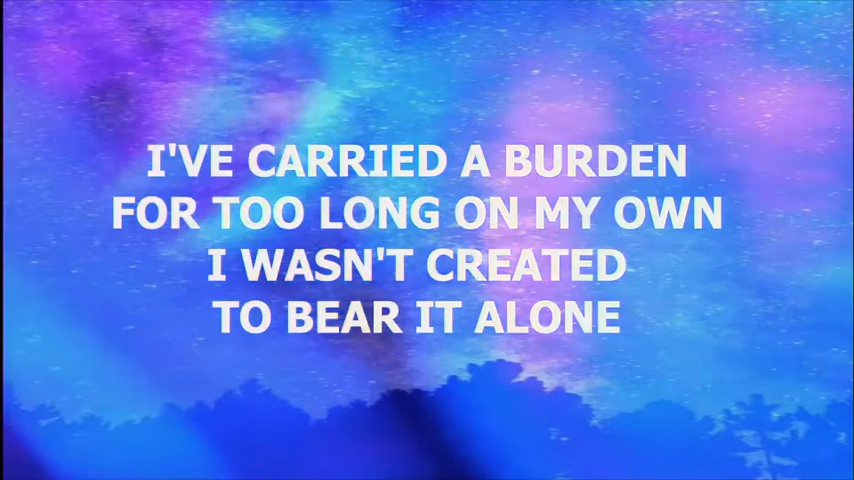 I'VE CARRIED A BURDEN
FOR TOO LONG ON MY OWN
I WASN'T CREATED
TO BEAR IT ALONE